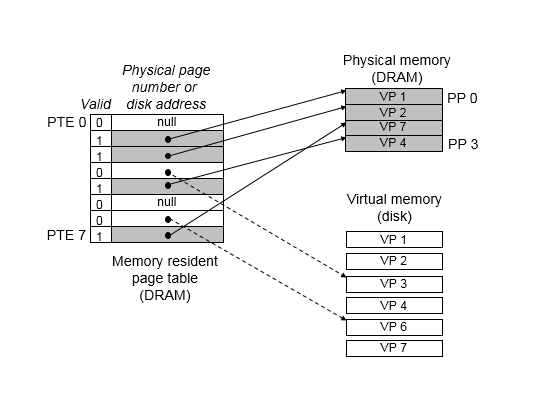 Physical page
number or
disk address
Valid
PTE 0
0
null
1
1
0
1
0
null
0
PTE 7
1
Memory resident
page table
(DRAM)
Physical memory
(DRAM)
VP 1
PP 0
VP 2
VP 7
VP 4
PP 3
Virtual memory
(disk)
VP 1
VP 2
VP 3
VP 4
VP 6
VP 7